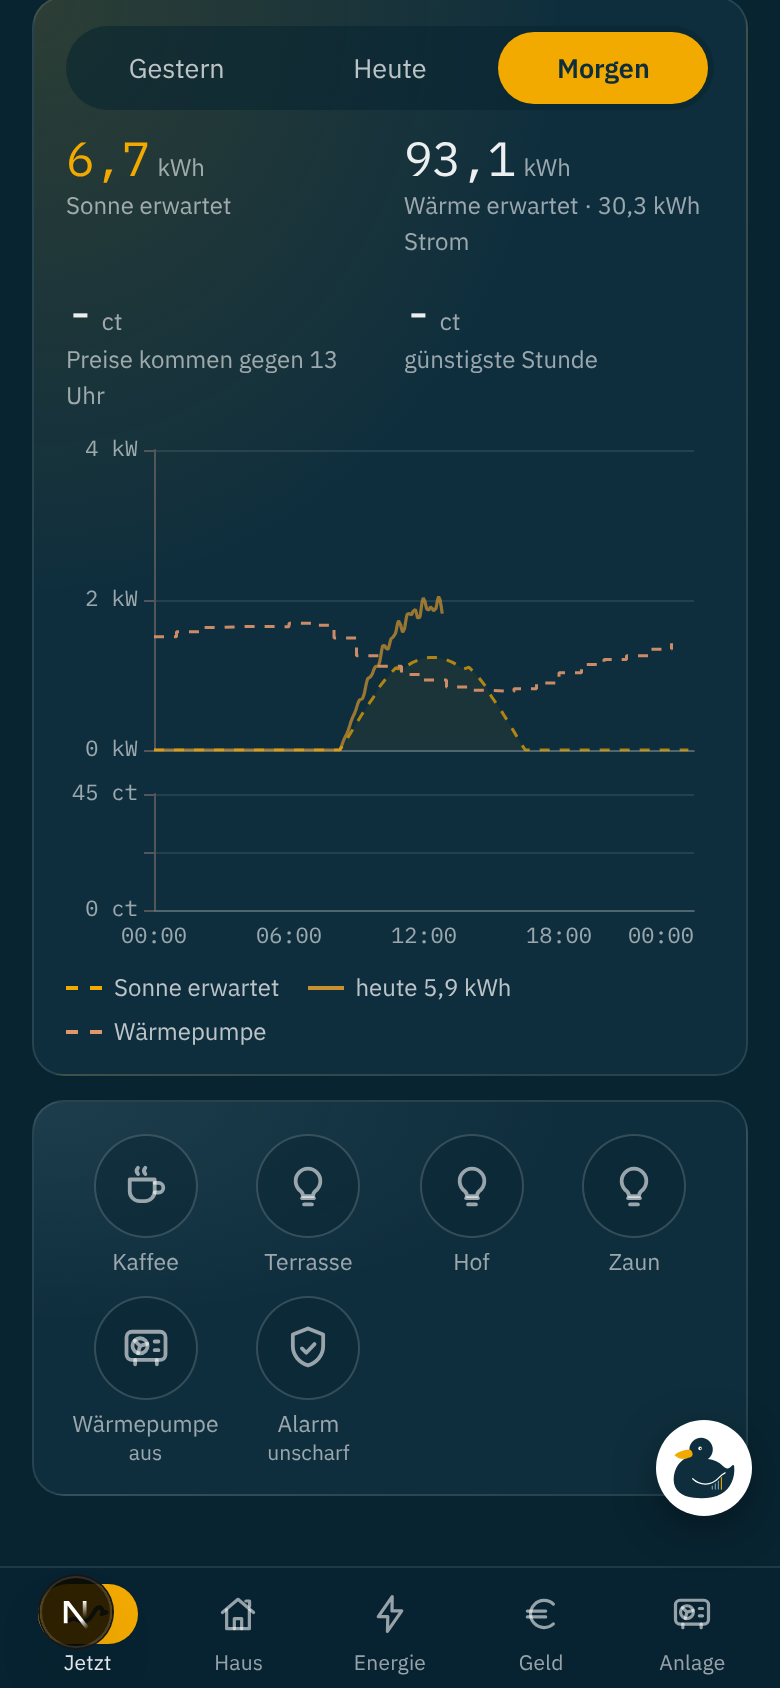 Gestern Heute Morgen
6,7 kWh 93,1 kWh
Sonne erwartet Wärme erwartet · 30,3 kWh
Strom
- ct - ct
Preise kommen gegen 13 günstigste Stunde
Uhr
4 kW
2 kW
0 kW
45 ct
0 ct
00:00 06:00 12:00 18:00 00:00
Sonne erwartet heute 5,9 kWh
Wärmepumpe
Kaffee Terrasse Hof Zaun
Wärmepumpe Alarm
aus unscharf
N
Jetzt Haus Energie Geld Anlage